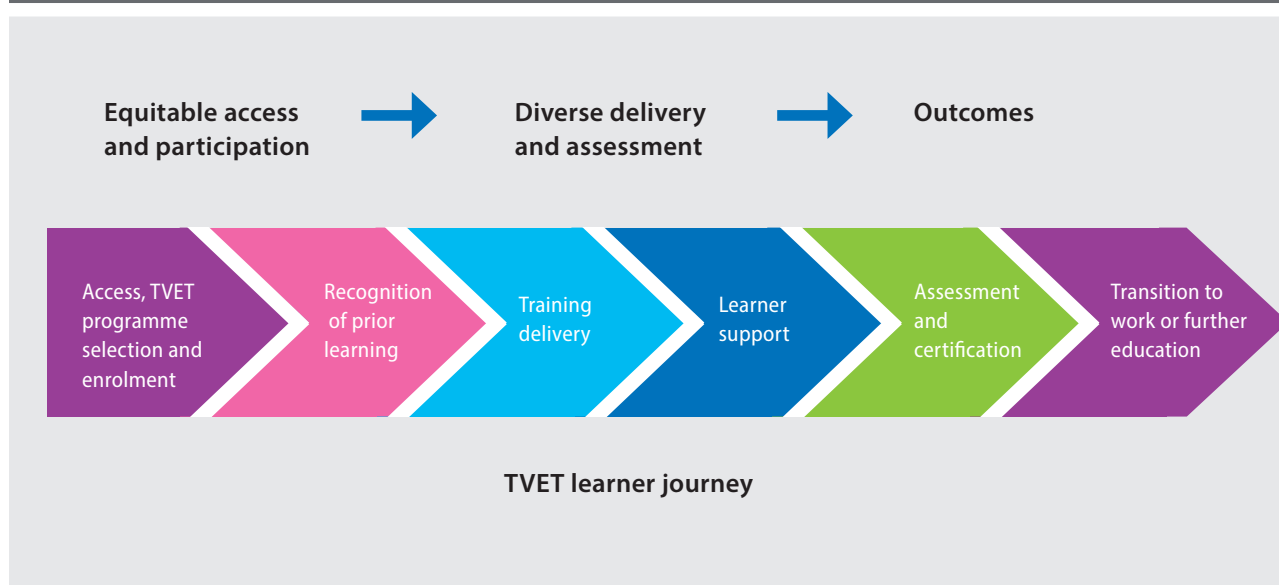 Equitable access
and participation
Diverse delivery
and assessment
Outcomes
Access, TVET
programme
selection and
enrolment
Recognition
of prior
learning
Training
delivery
Learner
support
Assessment
and
certification
Transition to
work or further
education
TVET learner journey